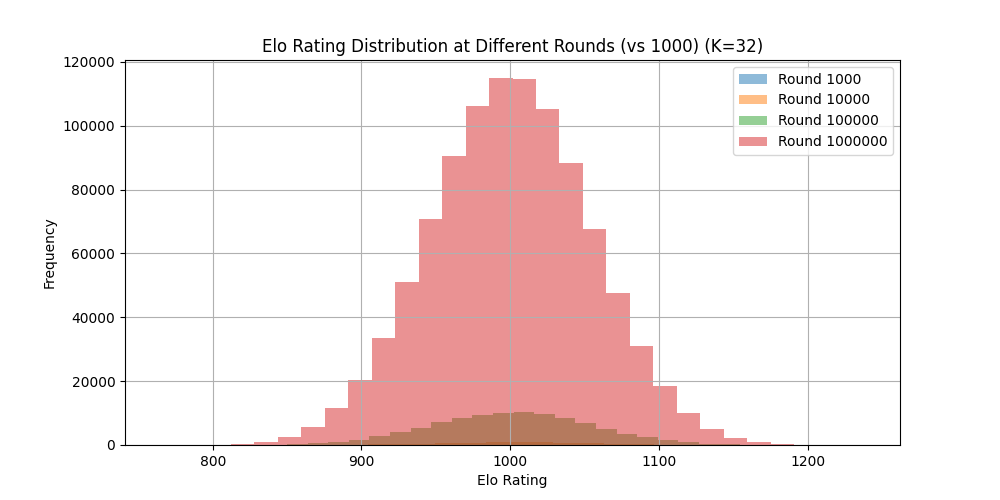 Elo Rating Distribution at Different Rounds (vs 1000) (K=32)
120000
100000
80000
60000
40000
20000
0
Frequency
Round 1000
Round 10000
Round 100000
Round 1000000
800
900
1000
1100
1200
Elo Rating